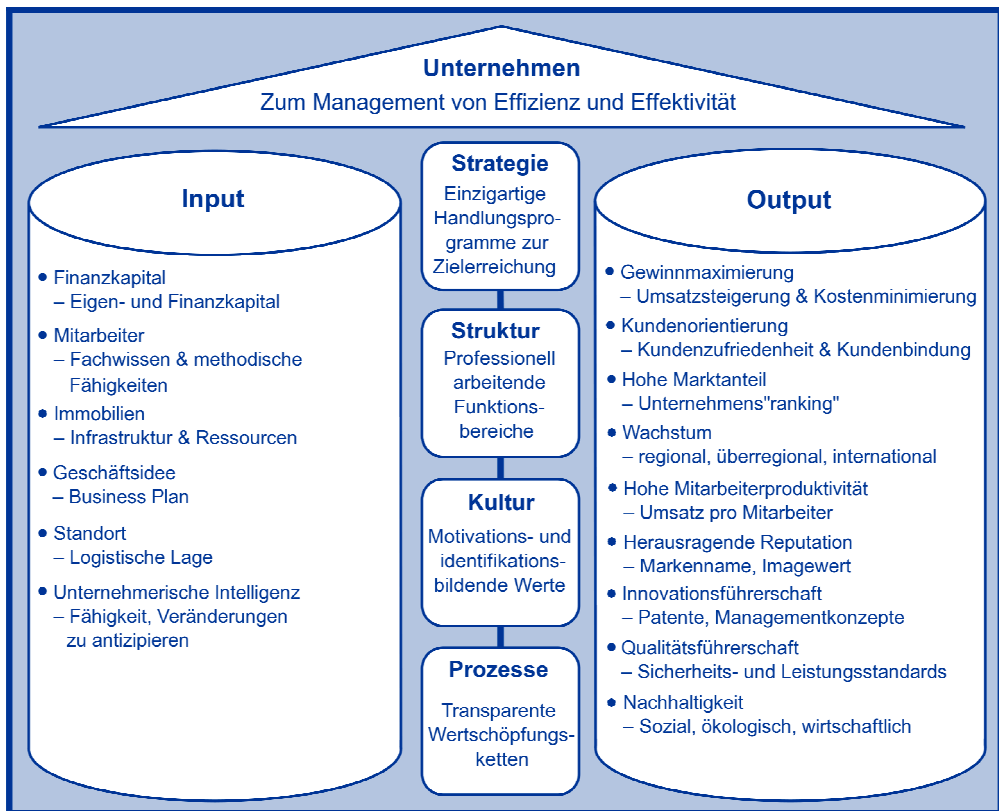 Unternehmen
Zum Management von Effizienz und Effektivität
Input
• Finanzkapital
– Eigen- und Finanzkapital
• Mitarbeiter
– Fachwissen & methodische
Fähigkeiten
• Immobilien
– Infrastruktur & Ressourcen
• Geschäftsidee
– Business Plan
• Standort
– Logistische Lage
• Unternehmerische Intelligenz
– Fähigkeit, Veränderungen
zu antizipieren
Strategie
Einzigartige
Handlungspro-
gramme zur
Zielerreichung
Struktur
Professionell
arbeitende
Funktions-
bereiche
Kultur
Motivations- und
identifikations-
bildende Werte
Prozesse
Transparente
Wertschöpfungs-
ketten
Output
• Gewinnmaximierung
– Umsatzsteigerung & Kostenminimierung
• Kundenorientierung
– Kundenzufriedenheit & Kundenbindung
• Hohe Marktanteil
– Unternehmens"ranking"
• Wachstum
– regional, überregional, international
• Hohe Mitarbeiterproduktivität
– Umsatz pro Mitarbeiter
• Herausragende Reputation
– Markenname, Imagewert
• Innovationsführerschaft
– Patente, Managementkonzepte
• Qualitätsführerschaft
– Sicherheits- und Leistungsstandards
• Nachhaltigkeit
– Sozial, ökologisch, wirtschaftlich